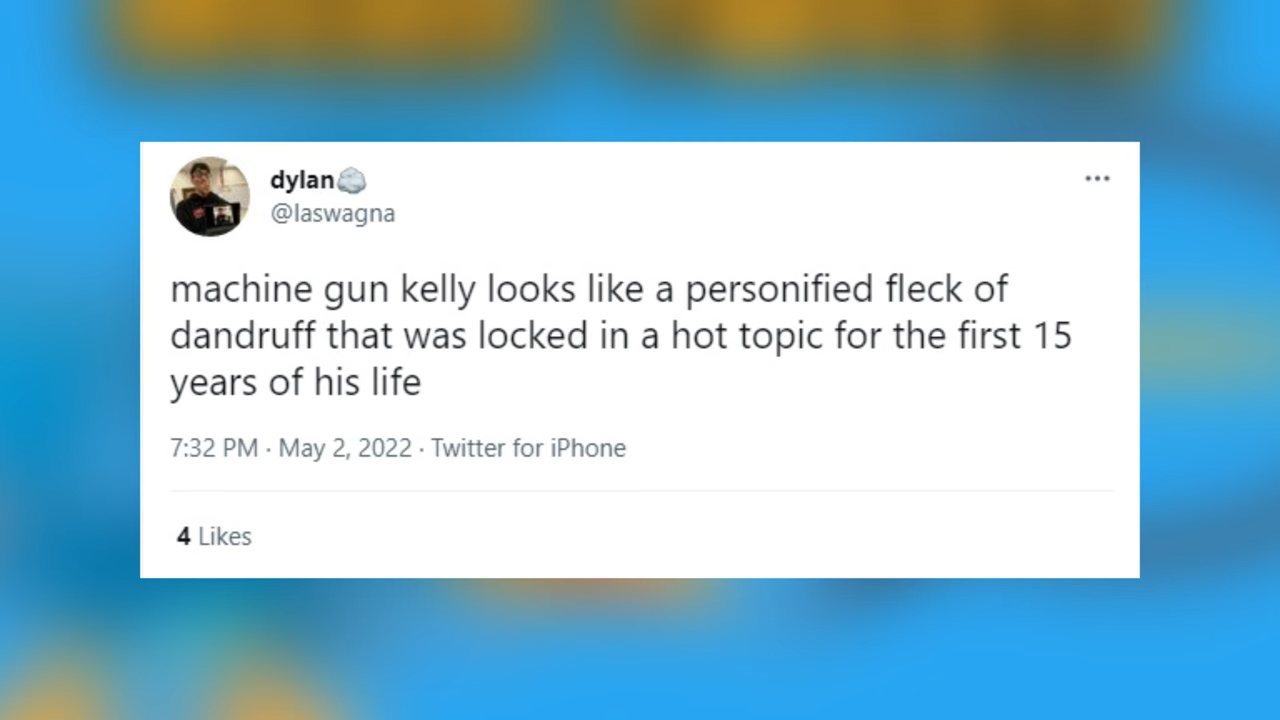 dylan🪨
@laswagna
machine gun kelly looks like a personified fleck of
dandruff that was locked in a hot topic for the first 15
years of his life
7:32 PM · May 2, 2022 · Twitter for iPhone
4 Likes